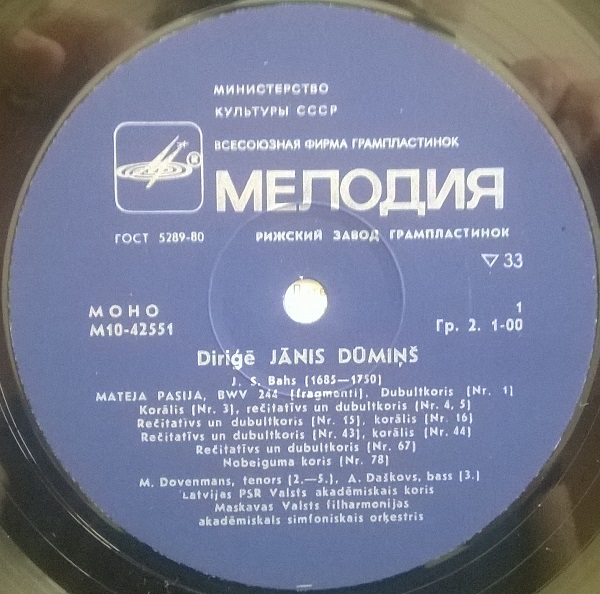 МИНИСТЕРСТВО
КУЛЬТУРЫ СССР
ВСЕСОЮЗНАЯ ФИРМА ГРАМПЛАСТИНОК
®
МЕЛОДИЯ
ГОСТ 5289-80 РИЖСКИЙ ЗАВОД ГРАМПЛАСТИНОК
▽ 33
МОНО 1
М10-42551 Гр. 2. 1-00
Diriģē JĀNIS DŪMIŅŠ
J. S. Bahs (1685—1750)
MATEJA PASIJA, BWV 244 (fragmenti), Dubultkoris (Nr. 1)
Korālis (Nr. 3), rečitatīvs un dubultkoris (Nr. 4, 5)
Rečitatīvs un dubultkoris (Nr. 15), korālis (Nr. 16)
Rečitatīvs un dubultkoris (Nr. 43), korālis (Nr. 44)
Rečitatīvs un dubultkoris (Nr. 67)
Nobeiguma koris (Nr. 78)
M. Dovenmans, tenors (2.—5.), A. Daškovs, bass (3.)
Latvijas PSR Valsts akadēmiskais koris
Maskavas Valsts filharmonijas
akadēmiskais simfoniskais orķestris